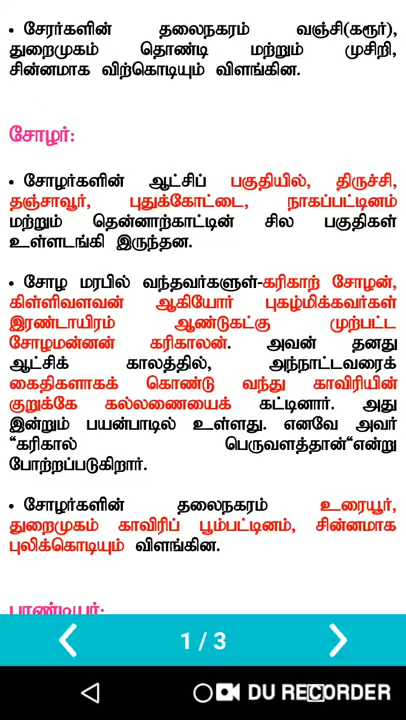 • சேரர்களின் தலைநகரம் வஞ்சி(கரூர்),
துறைமுகம் தொண்டி மற்றும் முசிறி,
சின்னமாக விற்கொடியும் விளங்கின.
சோழர்:
• சோழர்களின் ஆட்சிப் பகுதியில், திருச்சி,
தஞ்சாவூர், புதுக்கோட்டை, நாகப்பட்டினம்
மற்றும் தென்னாற்காட்டின் சில பகுதிகள்
உள்ளடங்கி இருந்தன.
• சோழ மரபில் வந்தவர்களுள்-கரிகாற் சோழன்,
கிள்ளிவளவன் ஆகியோர் புகழ்மிக்கவர்கள்
இரண்டாயிரம் ஆண்டுகட்கு முற்பட்ட
சோழமன்னன் கரிகாலன். அவன் தனது
ஆட்சிக் காலத்தில், அந்நாட்டவரைக்
கைதிகளாகக் கொண்டு வந்து காவிரியின்
குறுக்கே கல்லணையைக் கட்டினார். அது
இன்றும் பயன்பாடில் உள்ளது. எனவே அவர்
“கரிகால் பெருவளத்தான்“என்று
போற்றப்படுகிறார்.
• சோழர்களின் தலைநகரம் உரையூர்,
துறைமுகம் காவிரிப் பூம்பட்டினம், சின்னமாக
புலிக்கொடியும் விளங்கின.
பாண்டியர்:
1 / 3
DU RECORDER